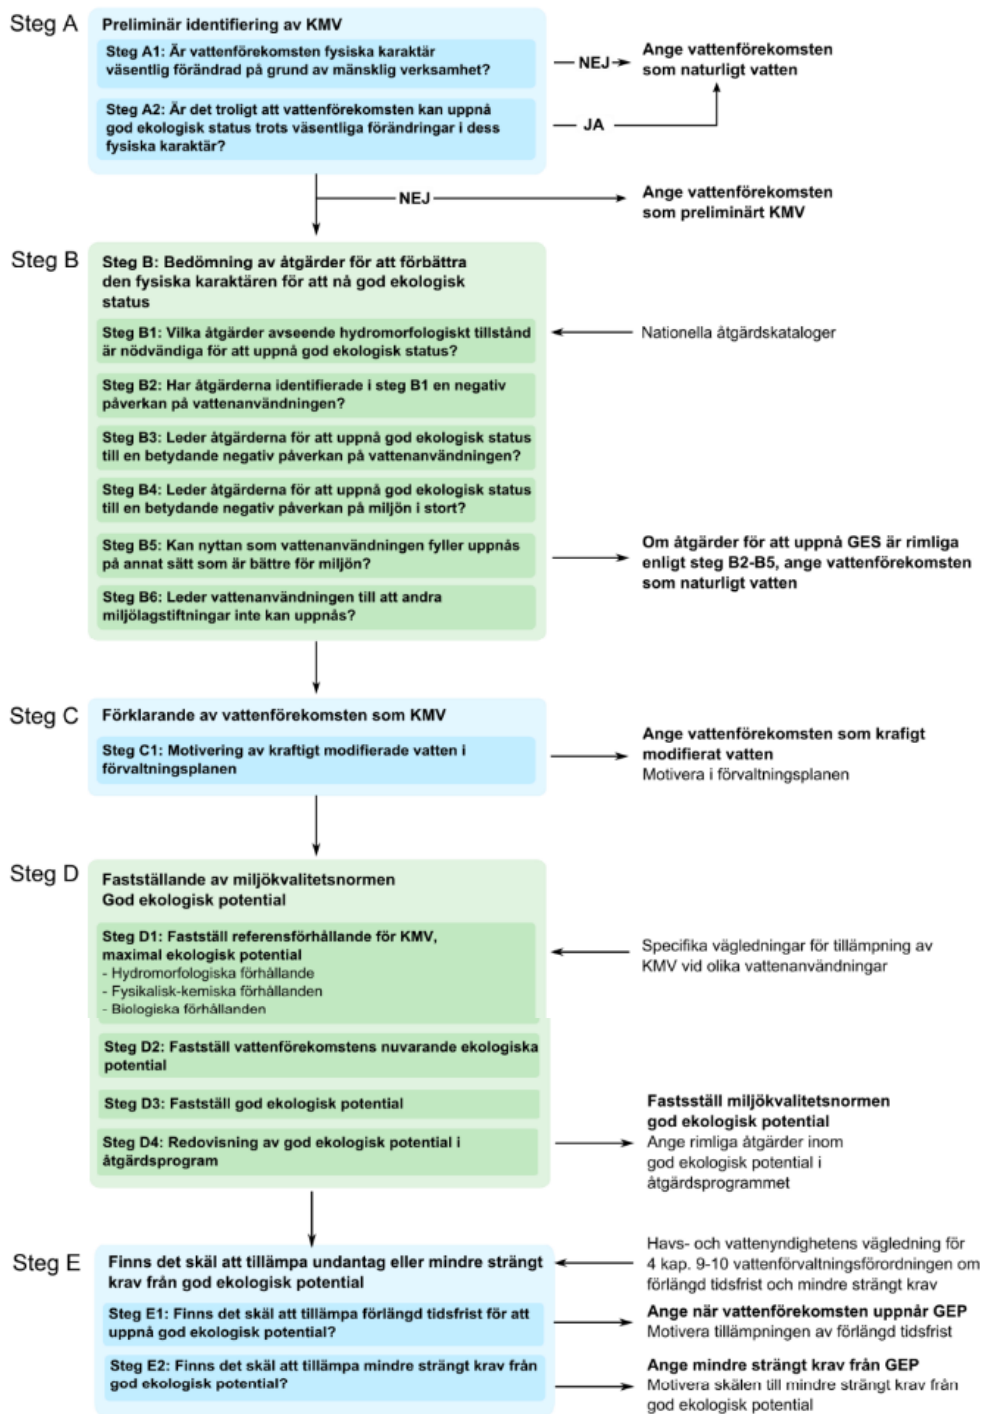 Steg A
Preliminär identifiering av KMV
Steg A1: Är vattenförekomsten fysiska karaktär
väsentlig förändrad på grund av mänsklig verksamhet?
NEJ
Ange vattenförekomsten
som naturligt vatten
Steg A2: Är det troligt att vattenförekomsten kan uppnå
god ekologisk status trots väsentliga förändringar i dess
fysiska karaktär?
JA
NEJ
Ange vattenförekomsten
som preliminärt KMV
Steg B
Steg B: Bedömning av åtgärder för att förbättra
den fysiska karaktären för att nå god ekologisk
status
Steg B1: Vilka åtgärder avseende hydromorfologiskt tillstånd
är nödvändiga för att uppnå god ekologisk status?
Nationella åtgärdskataloger
Steg B2: Har åtgärderna identifierade i steg B1 en negativ
påverkan på vattenanvändningen?
Steg B3: Leder åtgärderna för att uppnå god ekologisk status
till en betydande negativ påverkan på vattenanvändningen?
Steg B4: Leder åtgärderna för att uppnå god ekologisk status
till en betydande negativ påverkan på miljön i stort?
Steg B5: Kan nyttan som vattenanvändningen fyller uppnås
på annat sätt som är bättre för miljön?
Om åtgärder för att uppnå GES är rimliga
enligt steg B2-B5, ange vattenförekomsten
som naturligt vatten
Steg B6: Leder vattenanvändningen till att andra
miljölagstiftningar inte kan uppnås?
Steg C
Förklarande av vattenförekomsten som KMV
Steg C1: Motivering av kraftigt modifierade vatten i
förvaltningsplanen
Ange vattenförekomsten som krafigt
modifierat vatten
Motivera i förvaltningsplanen
Steg D
Fastställande av miljökvalitetsnormen
God ekologisk potential
Steg D1: Fastställ referensförhållande för KMV,
maximal ekologisk potential
- Hydromorfologiska förhållande
- Fysikalisk-kemiska förhållanden
- Biologiska förhållanden
Specifika vägledningar för tillämpning av
KMV vid olika vattenanvändningar
Steg D2: Fastställ vattenförekomstens nuvarande ekologiska
potential
Steg D3: Fastställ god ekologisk potential
Steg D4: Redovisning av god ekologisk potential i
åtgärdsprogram
Fastsställ miljökvalitetsnormen
god ekologisk potential
Ange rimliga åtgärder inom
god ekologisk potential i
åtgärdsprogrammet
Steg E
Finns det skäl att tillämpa undantag eller mindre strängt
krav från god ekologisk potential
Havs- och vattenyndighetens vägledning för
4 kap. 9-10 vattenförvaltningsförordningen om
förlängd tidsfrist och mindre strängt krav
Steg E1: Finns det skäl att tillämpa förlängd tidsfrist för att
uppnå god ekologisk potential?
Ange när vattenförekomsten uppnår GEP
Motivera tillämpningen av förlängd tidsfrist
Steg E2: Finns det skäl att tillämpa mindre strängt krav från
god ekologisk potential?
Ange mindre strängt krav från GEP
Motivera skälen till mindre strängt krav från
god ekologisk potential